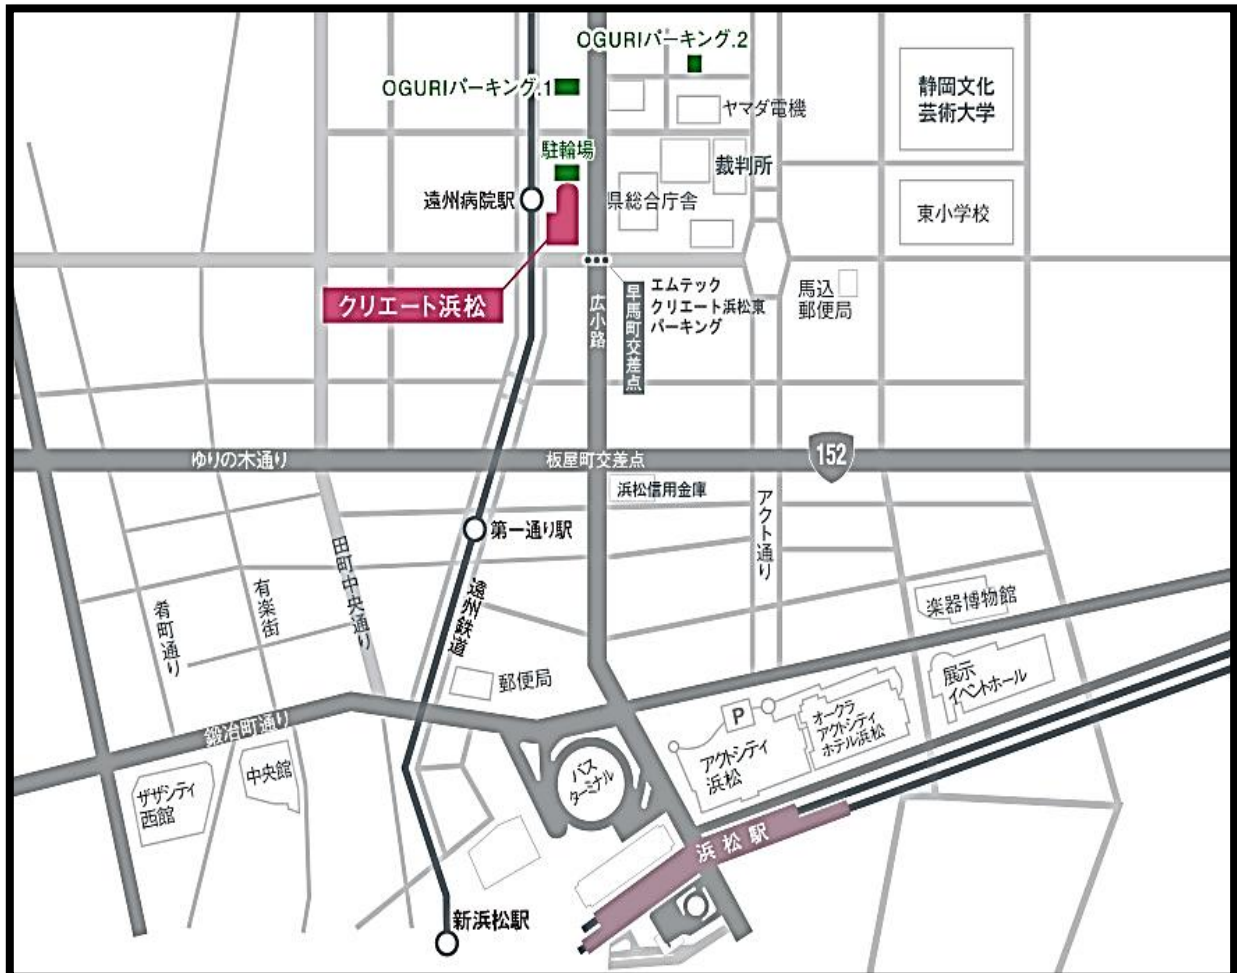 OGURIパーキング.2
OGURIパーキング.1
静岡文化
芸術大学
ヤマダ電機
駐輪場
裁判所
遠州病院駅
県総合庁舎
東小学校
クリエート浜松
エムテック
クリエート浜松東
パーキング
馬込
郵便局
広小路
早馬町交差点
ゆりの木通り
板屋町交差点
152
浜松信用金庫
アクト通り
第一通り駅
田町中央通り
有楽街
肴町通り
遠州鉄道
楽器博物館
郵便局
展示
イベントホール
鍛冶町通り
P
オークラ
アクトシティ
ホテル浜松
アクトシティ
浜松
バス
ターミナル
中央館
ザザシティ
西館
浜松駅
新浜松駅